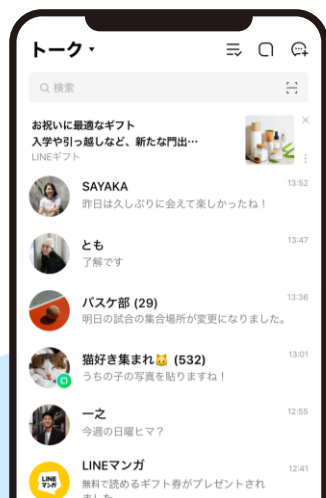 トーク
検索
お祝いに最適なギフト
入学や引っ越しなど、新たな門出…
LINEギフト
SAYAKA 13:52
昨日は久しぶりに会えて楽しかったね！
とも 13:47
了解です
バスケ部 (29) 13:36
明日の試合の集合場所が変更になりました。
猫好き集まれ🐱 (532) 13:01
うちの子の写真を貼りますね！
一之 12:55
今週の日曜ヒマ？
LINEマンガ 12:41
LINE
マンガ
無料で読めるギフト券がプレゼントされ
ました